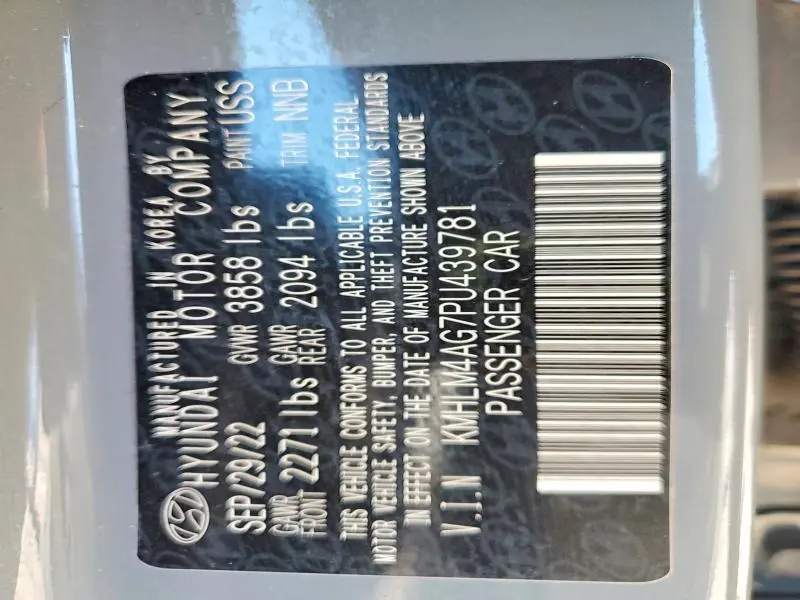 MANUFACTURED IN KOREA BY
HYUNDAI MOTOR COMPANY
SEP/29/22 GVWR 3858 lbs PAINT USS
GAWR FRONT 2271 lbs GAWR REAR 2094 lbs TRIM NNB
THIS VEHICLE CONFORMS TO ALL APPLICABLE U.S.A. FEDERAL
MOTOR VEHICLE SAFETY, BUMPER, AND THEFT PREVENTION STANDARDS
IN EFFECT ON THE DATE OF MANUFACTURE SHOWN ABOVE
V.I.N KMHLM4AG7PU439781
PASSENGER CAR